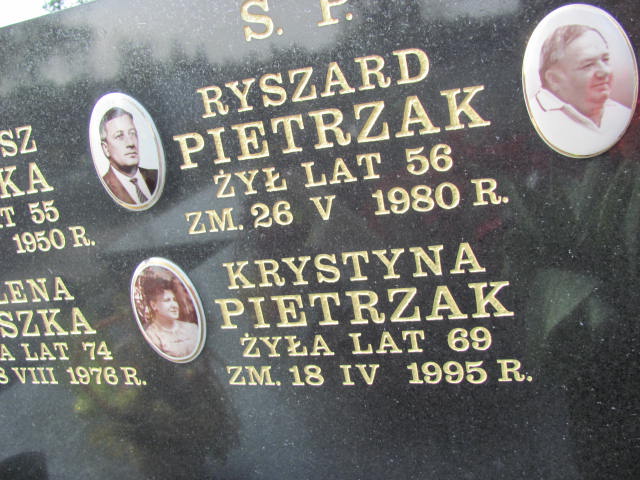 Ś. P.
RYSZARD
PIETRZAK
ŻYŁ LAT 56
ZM. 26 V 1980 R.
KRYSTYNA
PIETRZAK
ŻYŁA LAT 69
ZM. 18 IV 1995 R.
SZ
KA
T 55
1950 R.
LENA
SZKA
A LAT 74
8 VIII 1976 R.